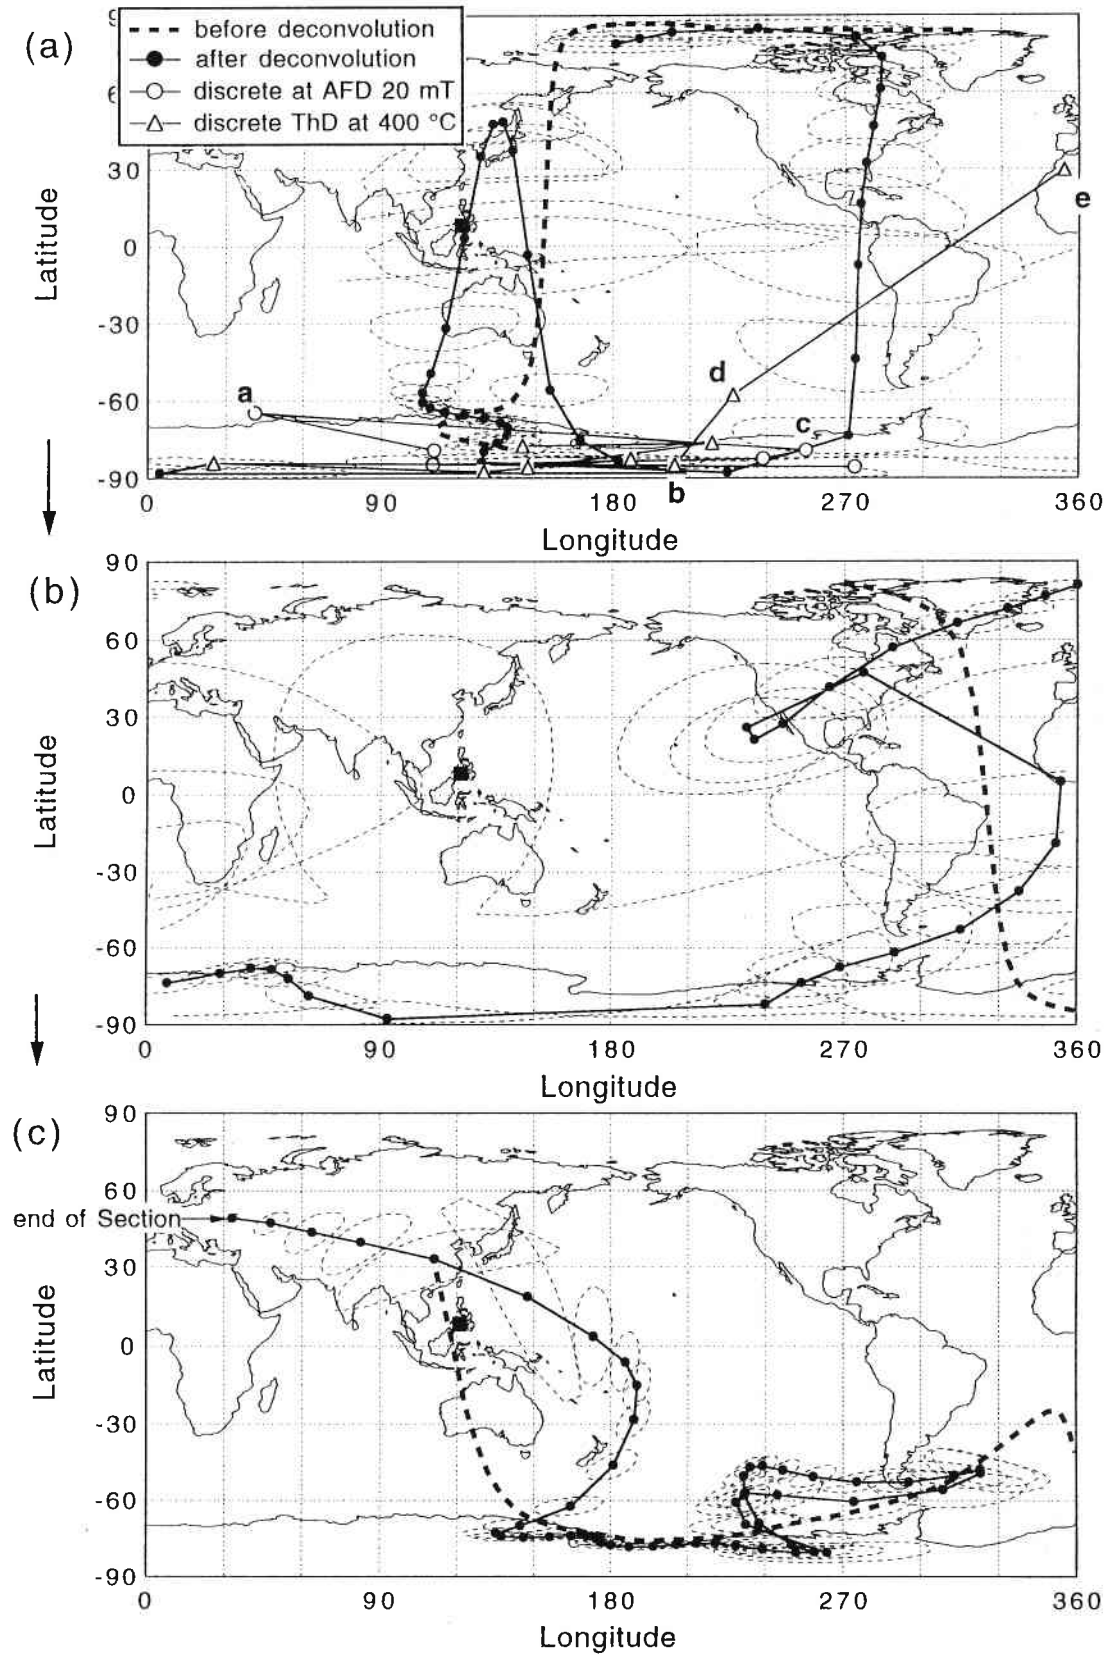 (a)
before deconvolution
after deconvolution
discrete at AFD 20 mT
discrete ThD at 400 °C
9
6
30
0
-30
-60
-90
Latitude
a
b
c
d
e
0 90 180 270 360
Longitude
(b)
90
60
30
0
-30
-60
-90
Latitude
0 90 180 270 360
Longitude
(c)
90
60
end of Section
30
0
-30
-60
-90
Latitude
0 90 180 270 360
Longitude